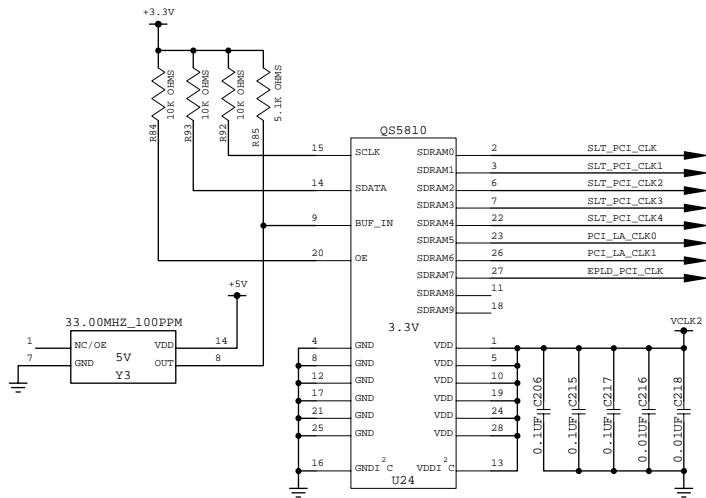 +3.3V
R84 10K OHMS
R93 10K OHMS
R92 10K OHMS
R85 5.1K OHMS
QS5810
15 SCLK SDRAM0 2 SLT_PCI_CLK
SDRAM1 3 SLT_PCI_CLK1
14 SDATA SDRAM2 6 SLT_PCI_CLK2
SDRAM3 7 SLT_PCI_CLK3
9 BUF_IN SDRAM4 22 SLT_PCI_CLK4
SDRAM5 23 PCI_LA_CLK0
20 OE SDRAM6 26 PCI_LA_CLK1
SDRAM7 27 EPLD_PCI_CLK
SDRAM8 11
SDRAM9 18
+5V
33.00MHZ_100PPM
1 NC/OE VDD 14
5V
7 GND OUT 8
Y3
3.3V
VCLK2
4 GND VDD 1
8 GND VDD 5
12 GND VDD 10
17 GND VDD 19
21 GND VDD 24
25 GND VDD 28
16 GNDI2C VDDI2C 13
U24
0.1UF C206
0.1UF C215
0.1UF C217
0.01UF C216
0.01UF C218